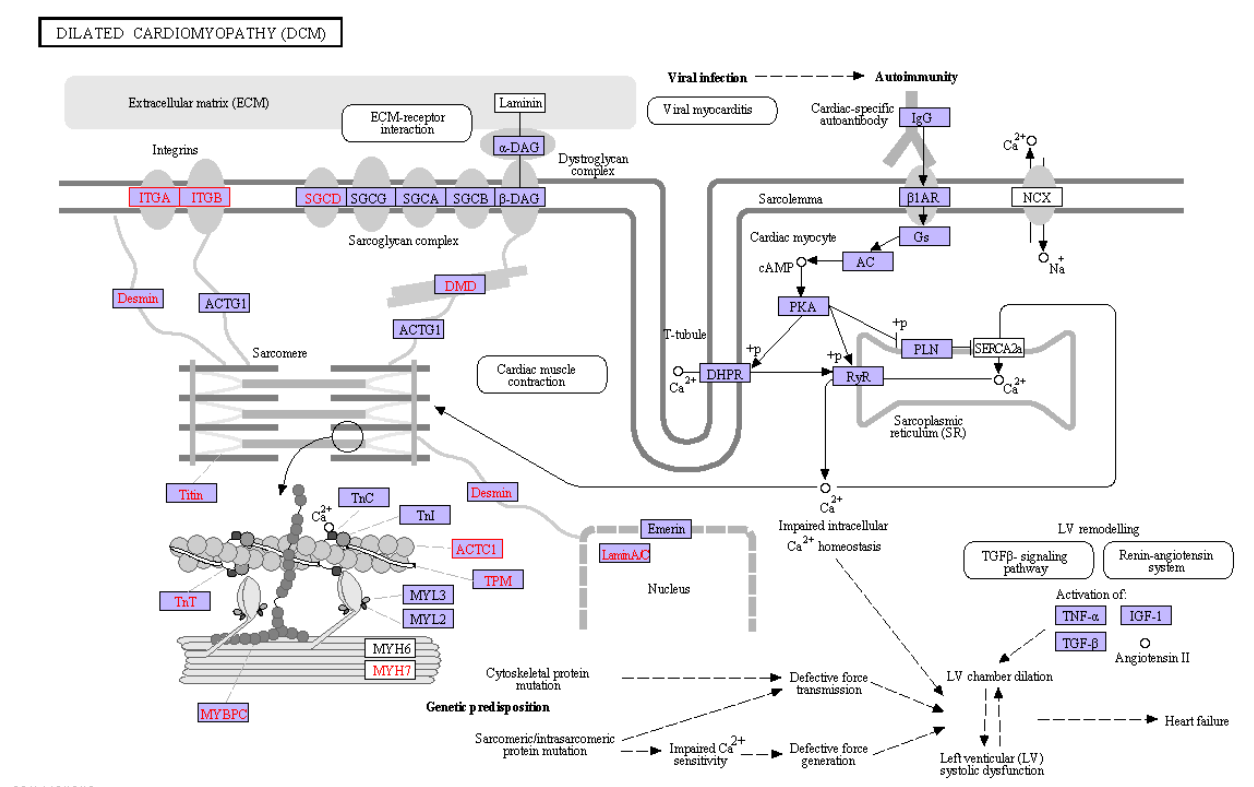 DILATED CARDIOMYOPATHY (DCM)
Viral infection
Autoimmunity
Extracellular matrix (ECM)
Laminin
ECM-receptor
interaction
Viral myocarditis
Cardiac-specific
autoantibody
IgG
Ca2+
Integrins
α-DAG
Dystroglycan
complex
ITGA
ITGB
SGCD
SGCG
SGCA
SGCB
β-DAG
Sarcolemma
β1AR
NCX
Sarcoglycan complex
Cardiac myocyte
Gs
AC
cAMP
Na+
Desmin
ACTG1
DMD
PKA
ACTG1
T-tubule
+p
+p
+p
PLN
SERCA2a
Sarcomere
Cardiac muscle
contraction
Ca2+
DHPR
RyR
Ca2+
Sarcoplasmic
reticulum (SR)
Titin
Desmin
TnC
Ca2+
TnI
Ca2+
Emerin
Impaired intracellular
Ca2+ homeostasis
LV remodelling
ACTC1
LaminA/C
TGFβ- signaling
pathway
Renin-angiotensin
system
TPM
Nucleus
TnT
MYL3
MYL2
Activation of:
TNF-α
IGF-1
TGF-β
Angiotensin II
MYH6
MYH7
MYBPC
Cytoskeletal protein
mutation
Defective force
transmission
LV chamber dilation
Genetic predisposition
Heart failure
Sarcomeric/intrasarcomeric
protein mutation
Impaired Ca2+
sensitivity
Defective force
generation
Left venticular (LV)
systolic dysfunction